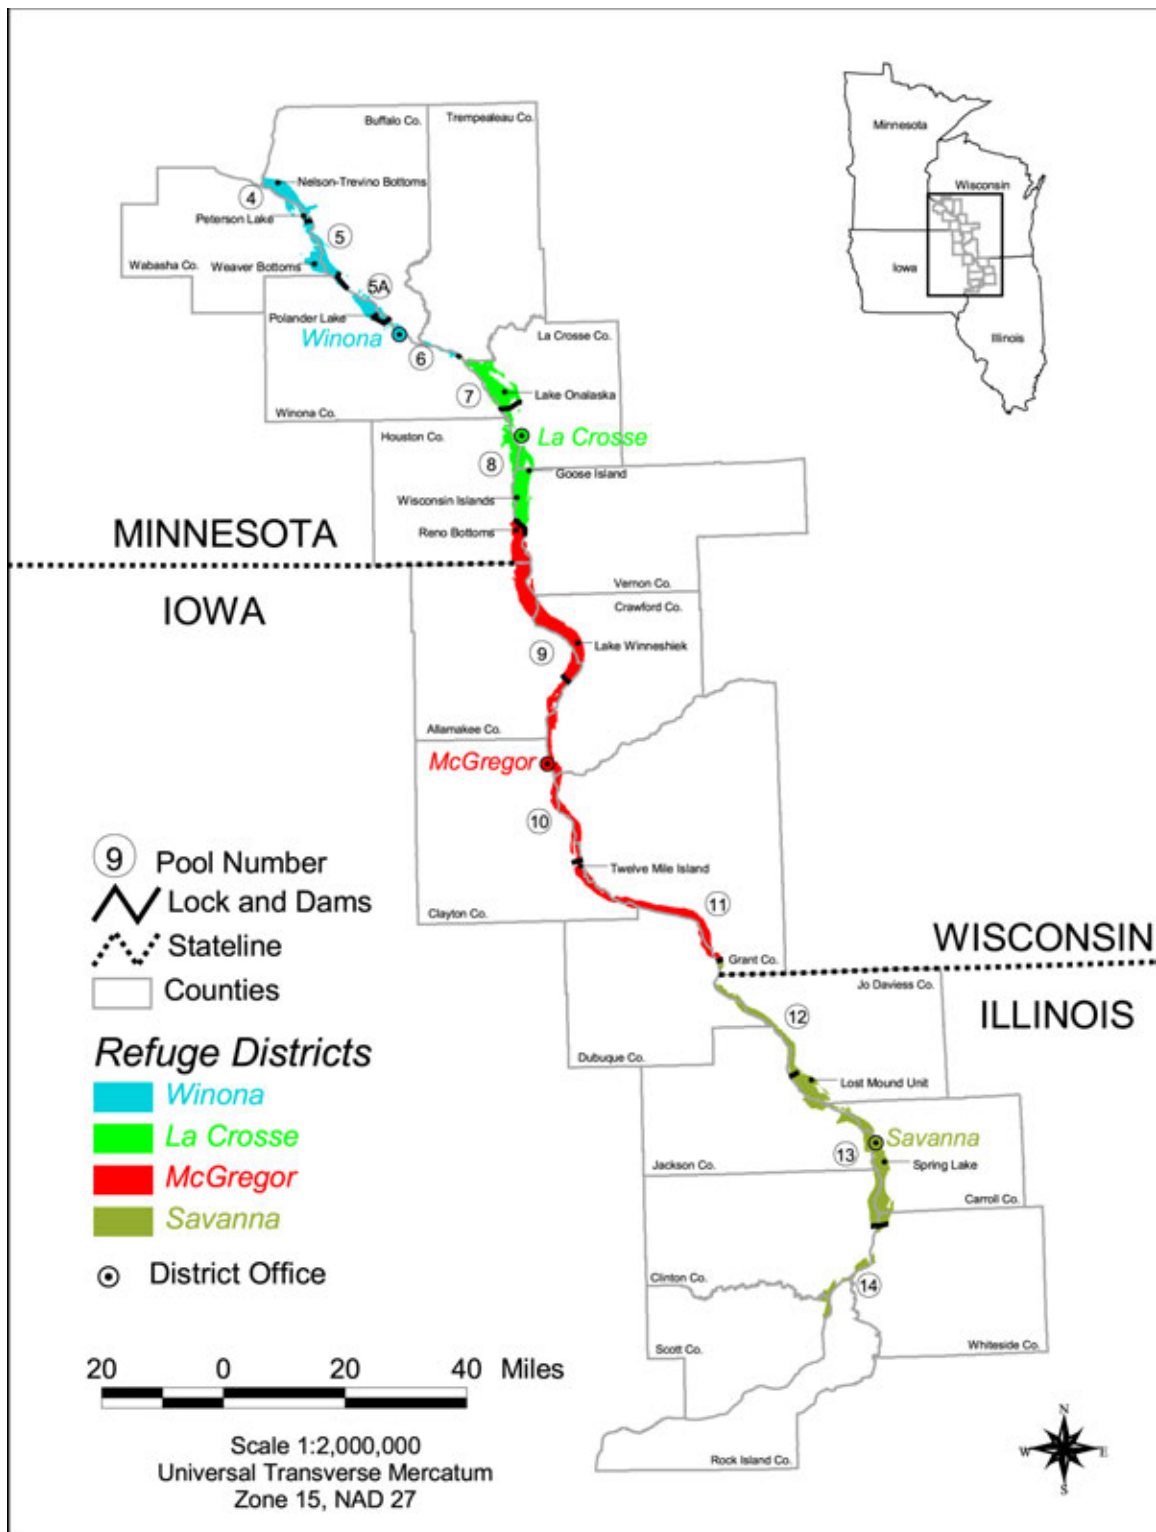 Buffalo Co.
Trempealeau Co.
Minnesota
Wisconsin
Iowa
Illinois
Nelson-Trevino Bottoms
4
Peterson Lake
5
Wabasha Co.
Weaver Bottoms
5A
Polander Lake
Winona
6
La Crosse Co.
7
Lake Onalaska
Winona Co.
Houston Co.
La Crosse
8
Goose Island
Wisconsin Islands
Reno Bottoms
MINNESOTA
IOWA
Vernon Co.
Crawford Co.
9
Lake Winneshiek
Allamakee Co.
McGregor
10
Twelve Mile Island
Clayton Co.
11
Grant Co.
WISCONSIN
Jo Daviess Co.
ILLINOIS
12
Dubuque Co.
Lost Mound Unit
Savanna
13
Spring Lake
Jackson Co.
Carroll Co.
Clinton Co.
14
Scott Co.
Whiteside Co.
Rock Island Co.
9 Pool Number
Lock and Dams
Stateline
Counties
Refuge Districts
Winona
La Crosse
McGregor
Savanna
District Office
20 0 20 40 Miles
Scale 1:2,000,000
Universal Transverse Mercatum
Zone 15, NAD 27
N
W E
S